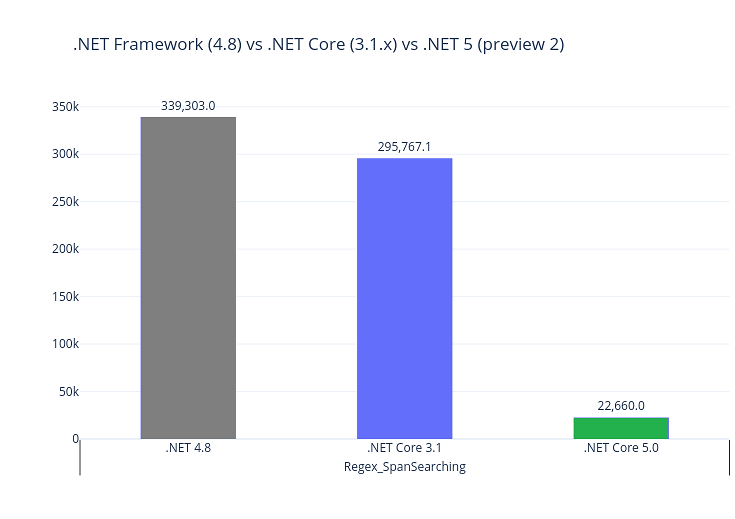 .NET Framework (4.8) vs .NET Core (3.1.x) vs .NET 5 (preview 2)
350k
300k
250k
200k
150k
100k
50k
0
339,303.0
295,767.1
22,660.0
.NET 4.8
.NET Core 3.1
.NET Core 5.0
Regex_SpanSearching